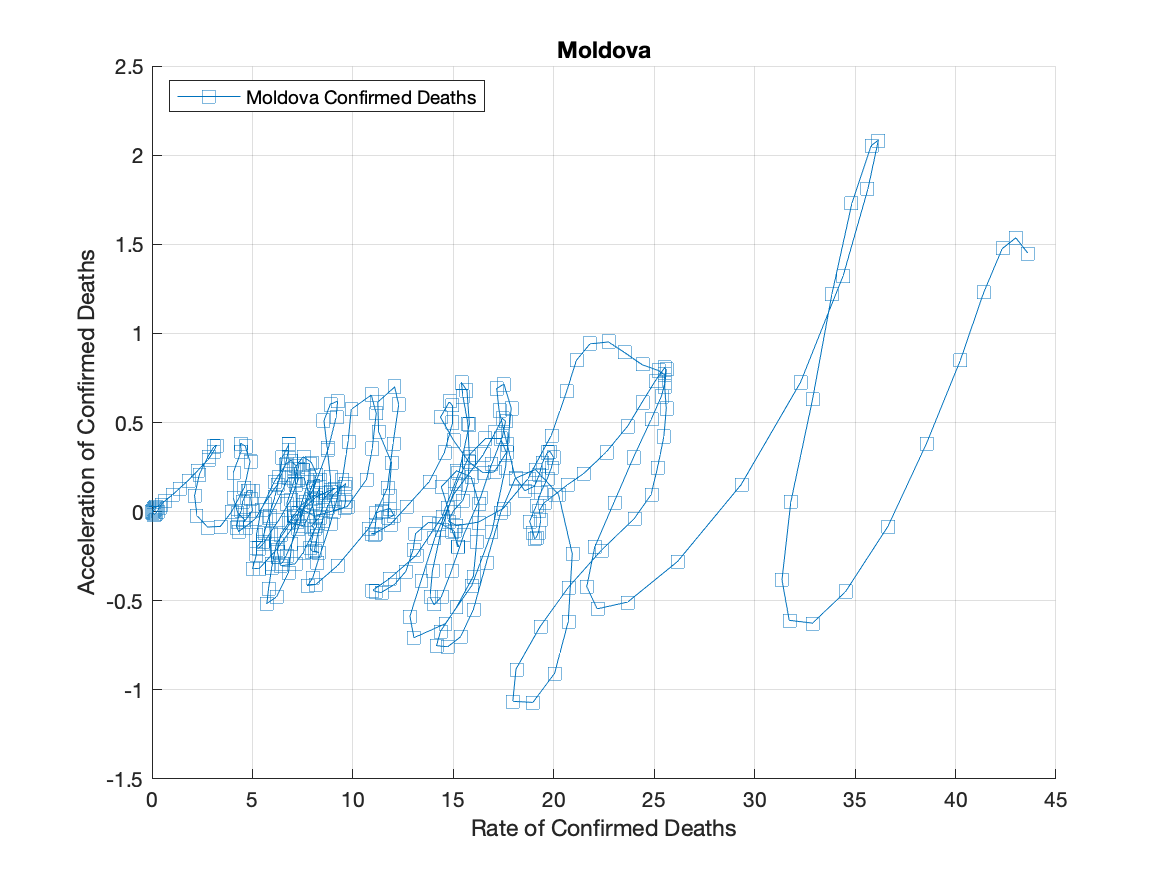 Moldova
Moldova Confirmed Deaths
Acceleration of Confirmed Deaths
2.5
2
1.5
1
0.5
0
-0.5
-1
-1.5
0 5 10 15 20 25 30 35 40 45
Rate of Confirmed Deaths